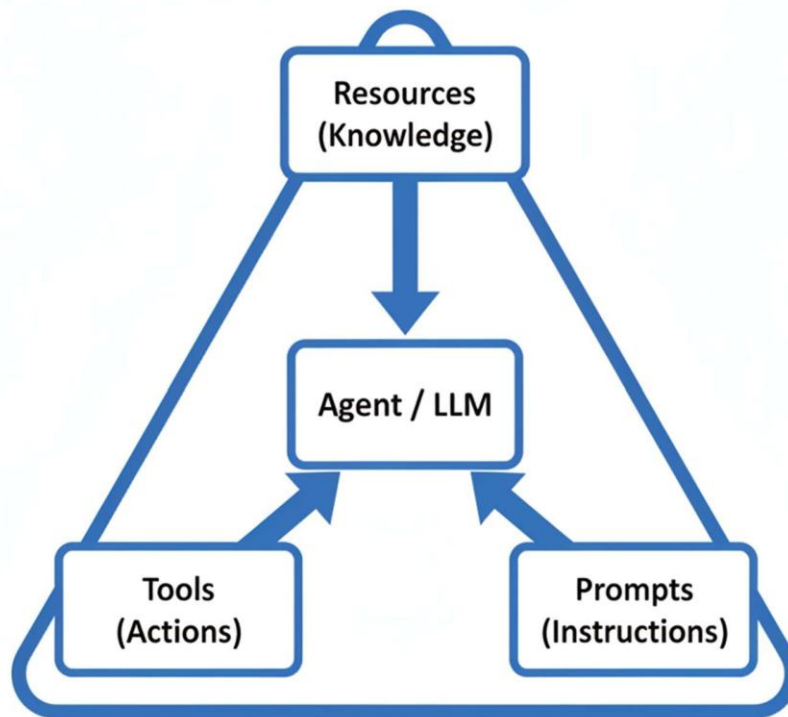 Resources
(Knowledge)
Agent / LLM
Tools
(Actions)
Prompts
(Instructions)